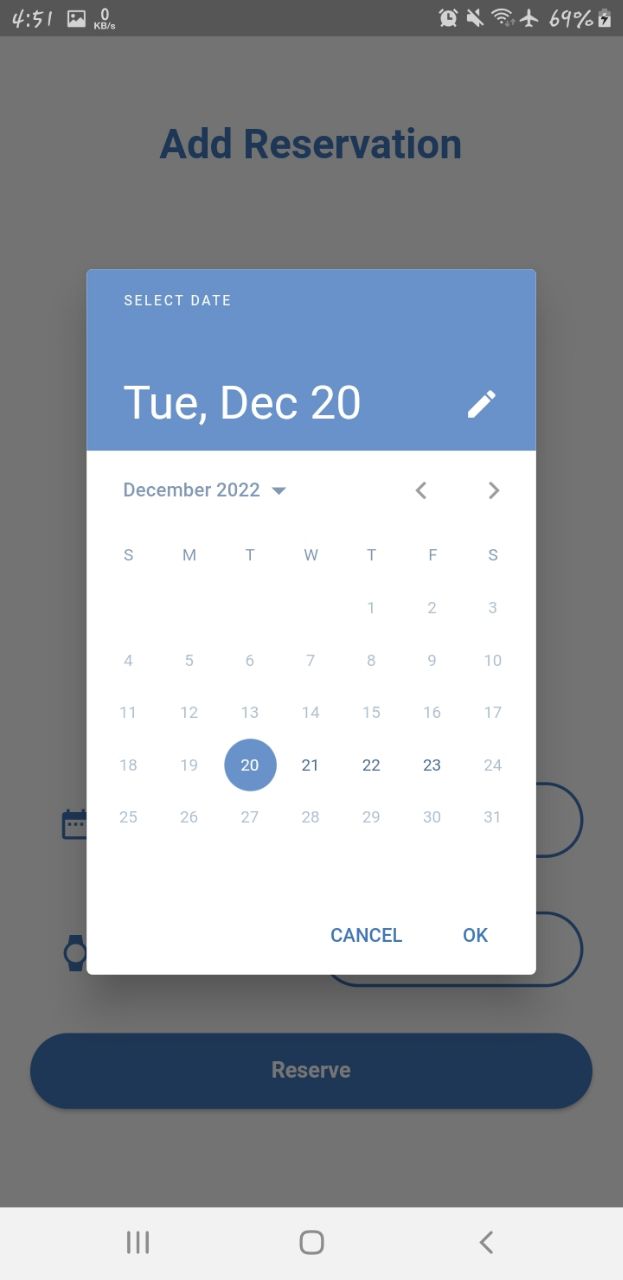 4:51 0 KB/s 69%
Add Reservation
SELECT DATE
Tue, Dec 20
December 2022
S M T W T F S
1 2 3
4 5 6 7 8 9 10
11 12 13 14 15 16 17
18 19 20 21 22 23 24
25 26 27 28 29 30 31
CANCEL OK
Reserve